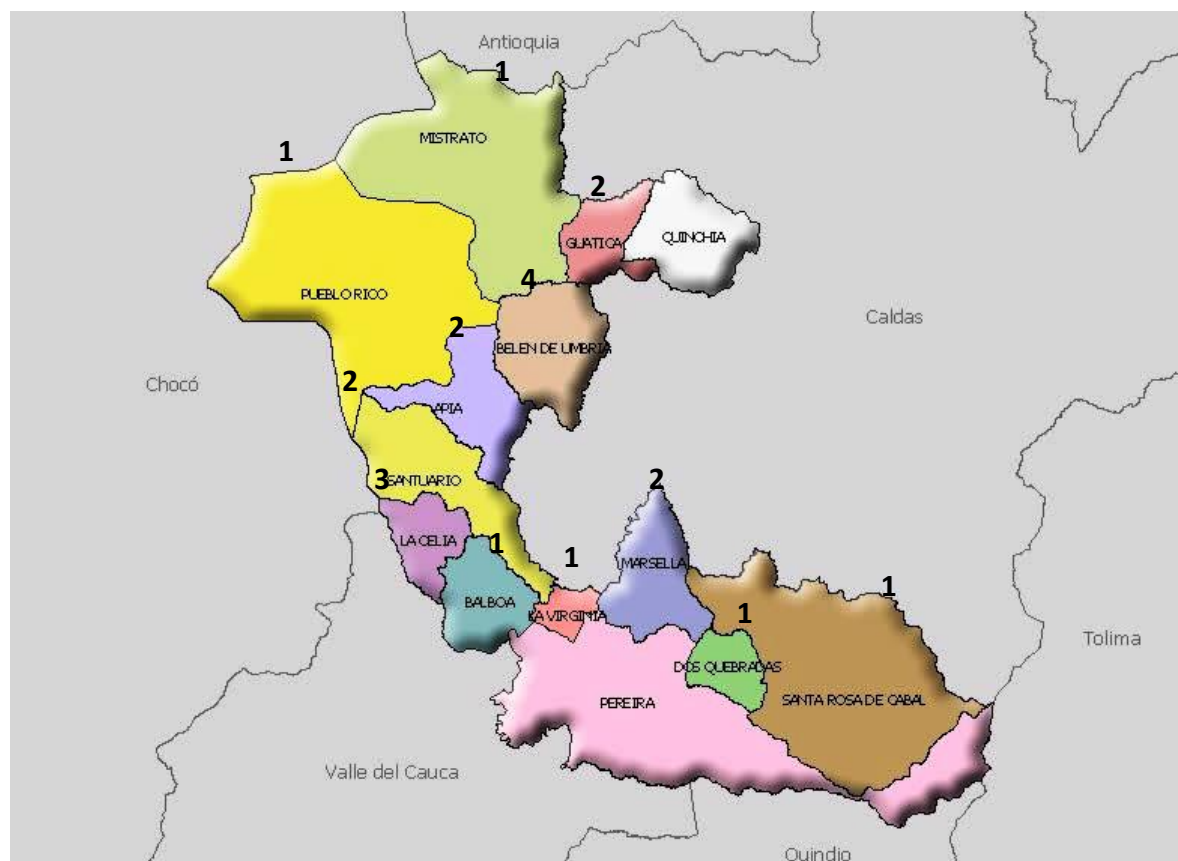 Antioquia
1
MISTRATO
1
2
GUATICA
QUINCHIA
4
PUEBLO RICO
Caldas
2
BELEN DE UMBRIA
Chocó
2
APIA
3
SANTUARIO
2
LA CELIA
1
1
MARSELLA
1
BALBOA
LA VIRGINIA
1
Tolima
DOS QUEBRADAS
PEREIRA
SANTA ROSA DE CABAL
Valle del Cauca
Quindio